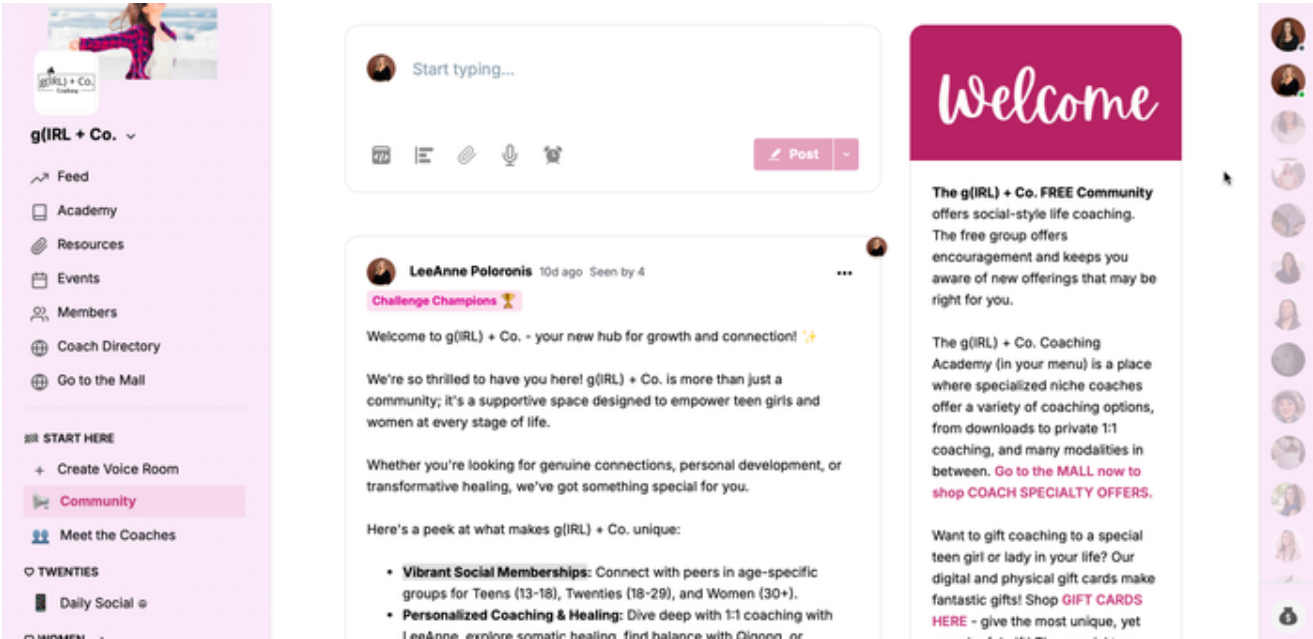 g(IRL) + Co.
Coaching
g(IRL + Co.
Feed
Academy
Resources
Events
Members
Coach Directory
Go to the Mall
START HERE
Create Voice Room
Community
Meet the Coaches
TWENTIES
Daily Social
WOMEN
Start typing...
Post
LeeAnne Poloronis 10d ago Seen by 4
Challenge Champions 🏆
Welcome to g(IRL) + Co. - your new hub for growth and connection! ✨
We're so thrilled to have you here! g(IRL) + Co. is more than just a
community; it's a supportive space designed to empower teen girls and
women at every stage of life.
Whether you're looking for genuine connections, personal development, or
transformative healing, we've got something special for you.
Here's a peek at what makes g(IRL) + Co. unique:
• Vibrant Social Memberships: Connect with peers in age-specific
groups for Teens (13-18), Twenties (18-29), and Women (30+).
• Personalized Coaching & Healing: Dive deep with 1:1 coaching with
LeeAnne, explore somatic healing, find balance with Qigong, or
Welcome
The g(IRL) + Co. FREE Community
offers social-style life coaching.
The free group offers
encouragement and keeps you
aware of new offerings that may be
right for you.
The g(IRL) + Co. Coaching
Academy (in your menu) is a place
where specialized niche coaches
offer a variety of coaching options,
from downloads to private 1:1
coaching, and many modalities in
between. Go to the MALL now to
shop COACH SPECIALTY OFFERS.
Want to gift coaching to a special
teen girl or lady in your life? Our
digital and physical gift cards make
fantastic gifts! Shop GIFT CARDS
HERE - give the most unique, yet